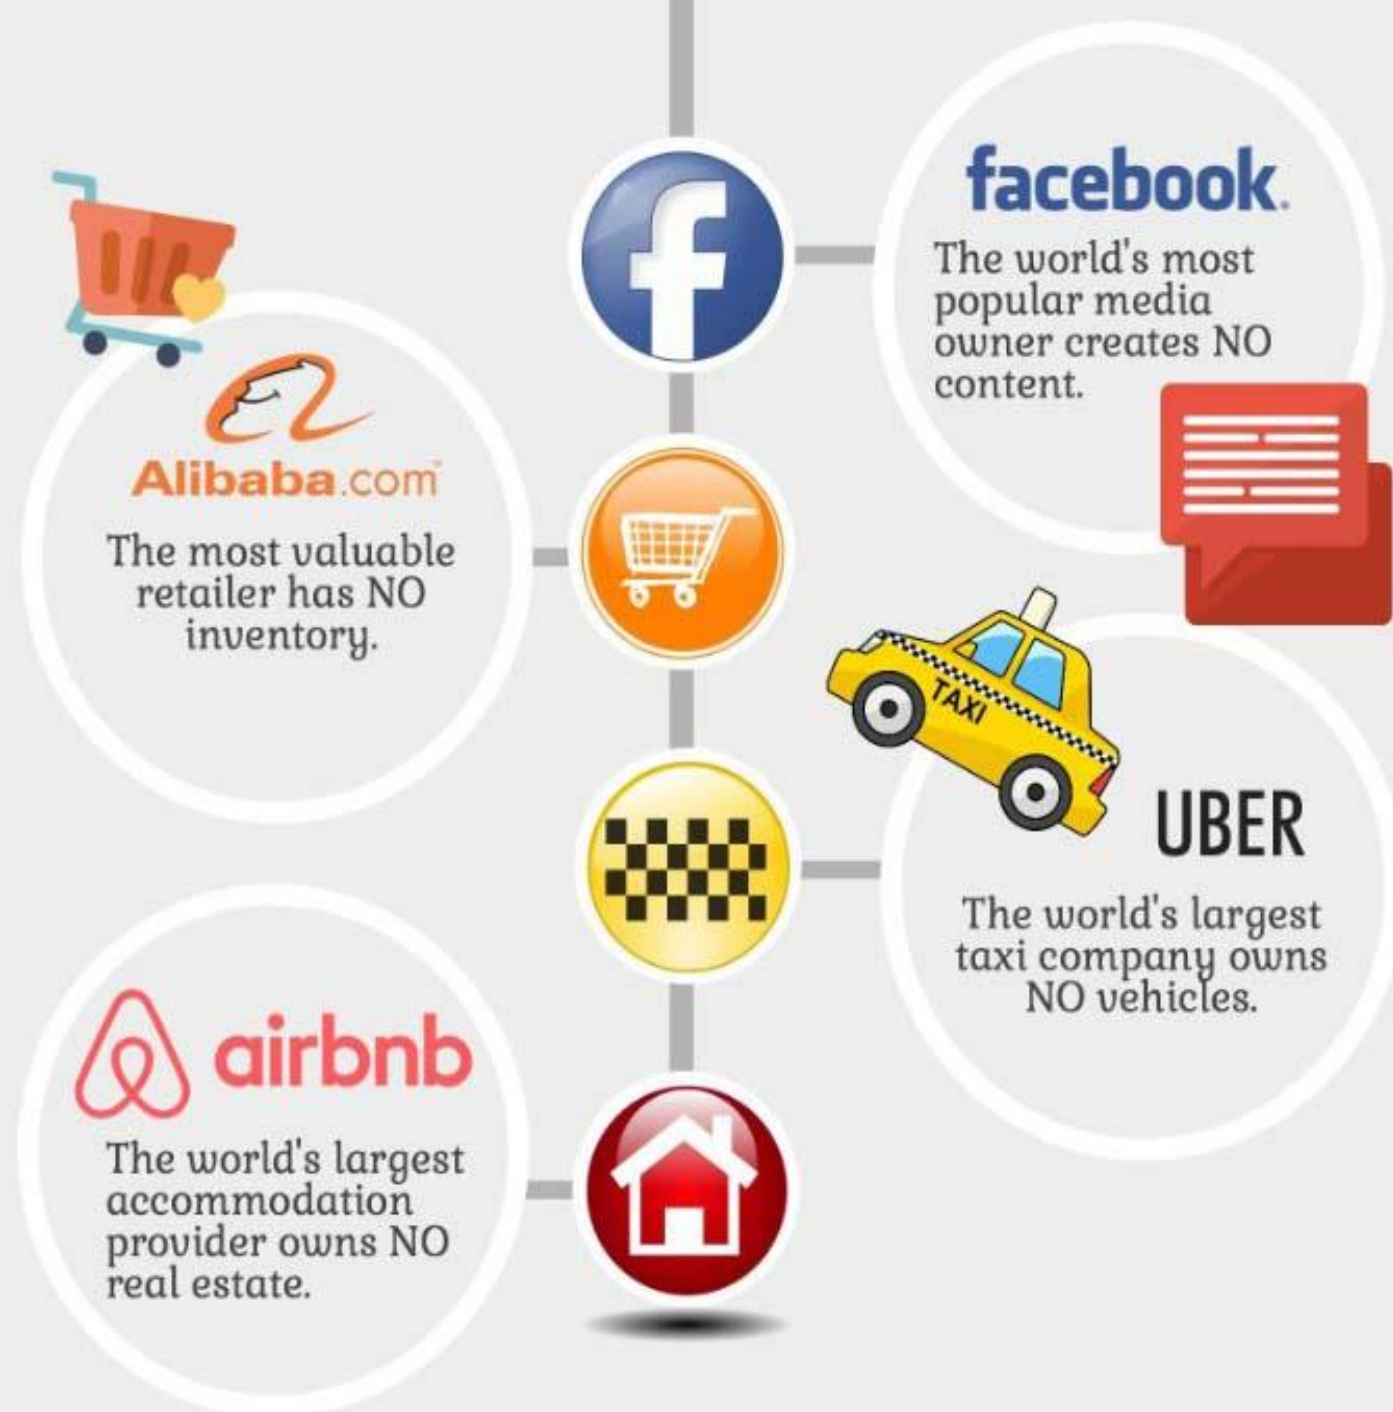 facebook.
The world's most
popular media
owner creates NO
content.
Alibaba.com
The most valuable
retailer has NO
inventory.
TAXI
UBER
The world's largest
taxi company owns
NO vehicles.
airbnb
The world's largest
accommodation
provider owns NO
real estate.